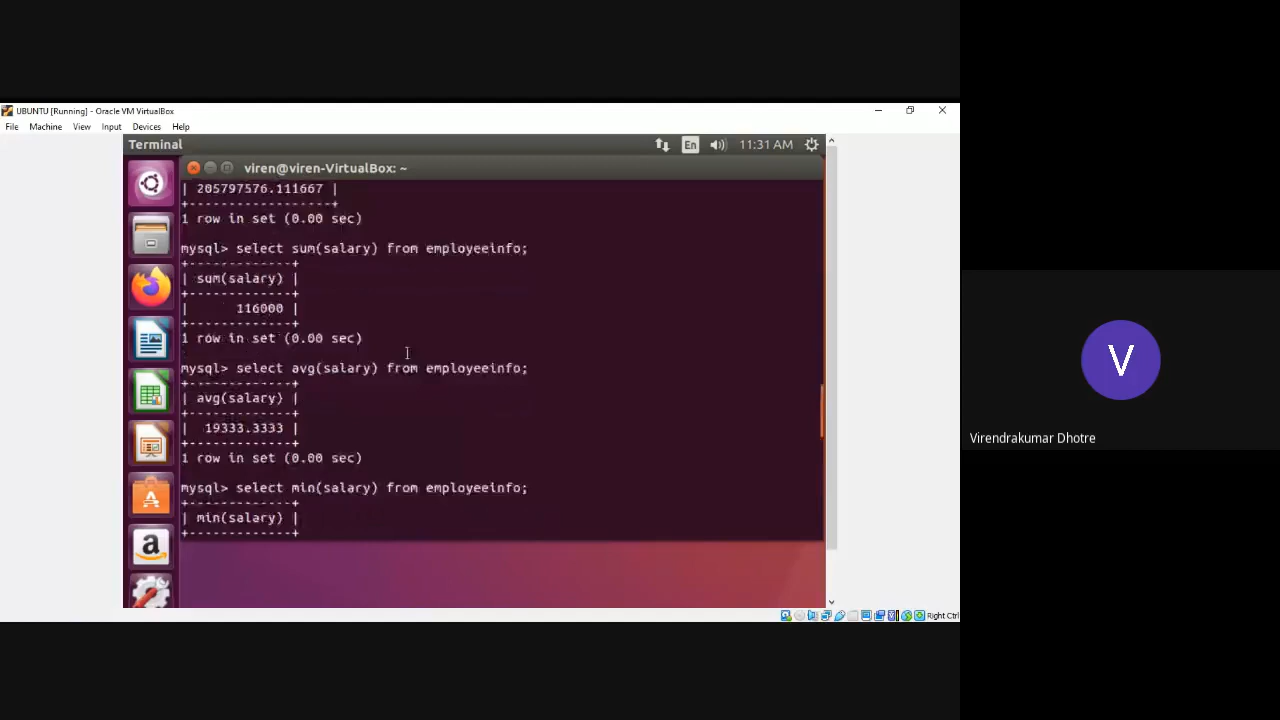 UBUNTU [Running] - Oracle VM VirtualBox
File Machine View Input Devices Help
Terminal En 11:31 AM
viren@viren-VirtualBox: ~
| 205797576.111667 |
+------------------+
1 row in set (0.00 sec)
mysql> select sum(salary) from employeeinfo;
+-------------+
| sum(salary) |
+-------------+
| 116000 |
+-------------+
1 row in set (0.00 sec)
mysql> select avg(salary) from employeeinfo;
+-------------+
| avg(salary) |
+-------------+
| 19333.3333 |
+-------------+
1 row in set (0.00 sec)
mysql> select min(salary) from employeeinfo;
+-------------+
| min(salary) |
+-------------+
a
Right Ctrl
V
Virendrakumar Dhotre